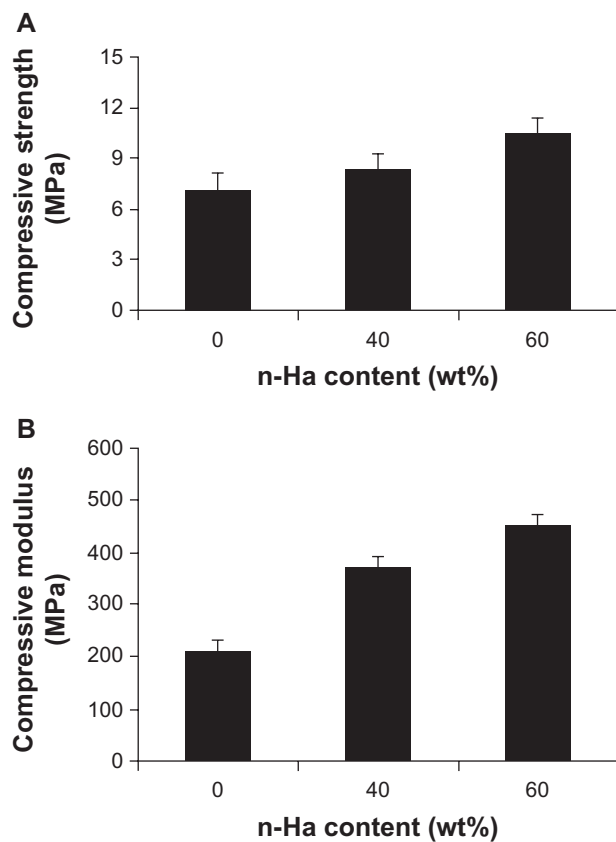 A
Compressive strength
(MPa)
15
12
9
6
3
0
0 40 60
n-Ha content (wt%)
B
Compressive modulus
(MPa)
600
500
400
300
200
100
0
0 40 60
n-Ha content (wt%)